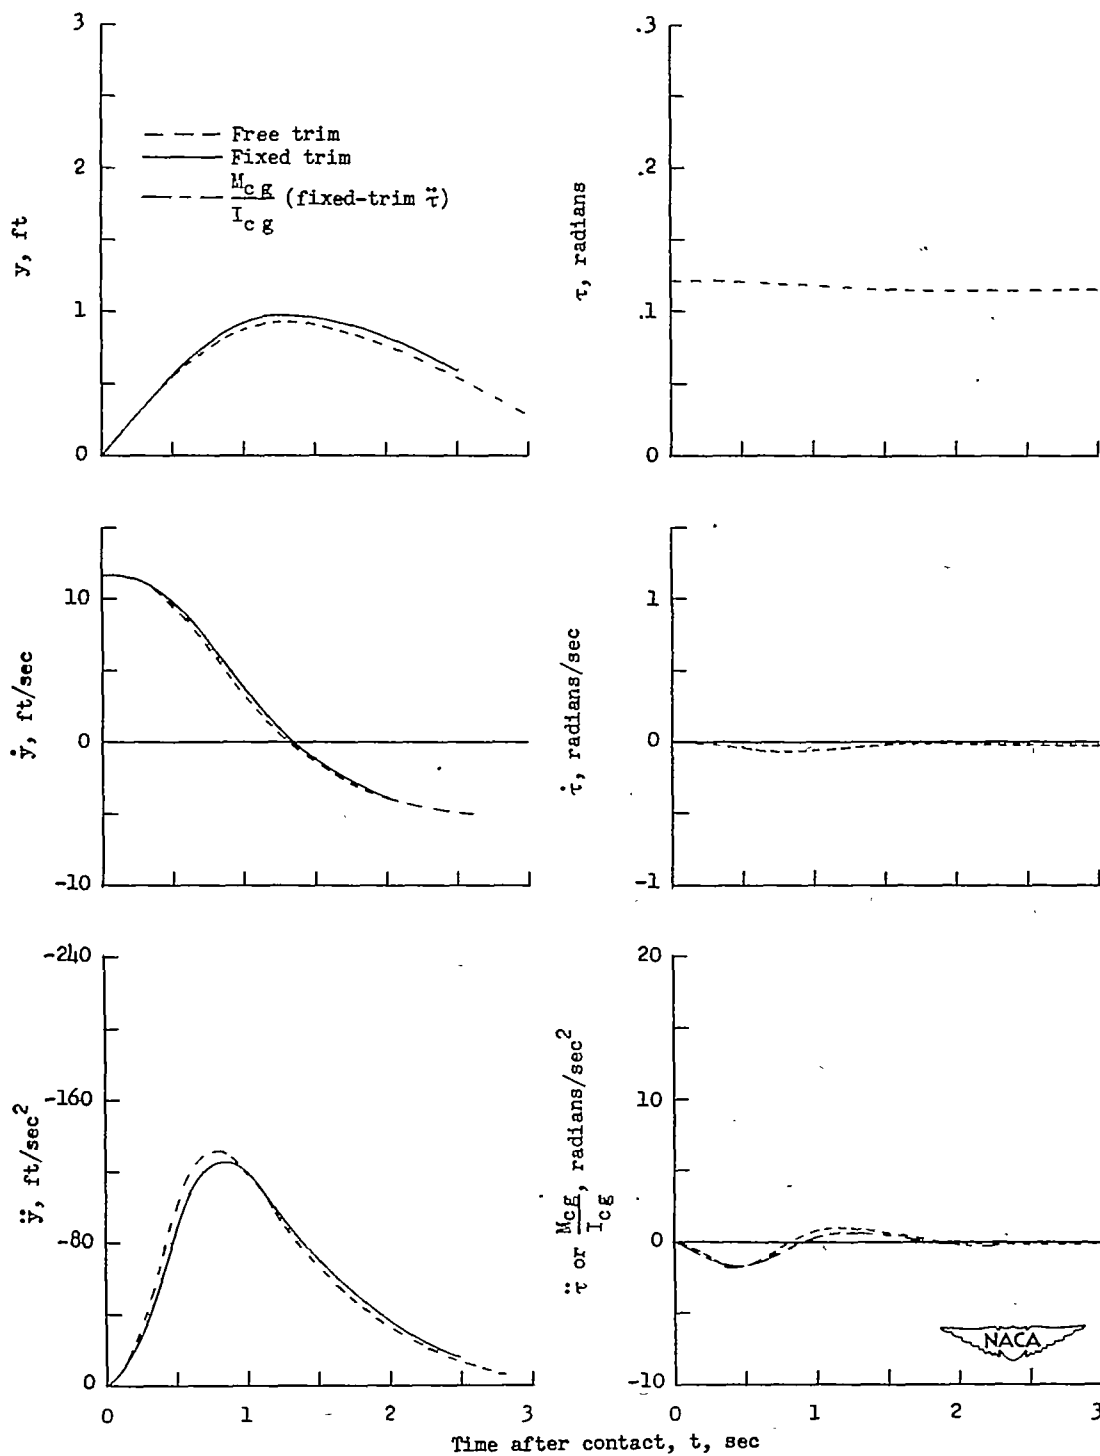 3
2
1
0
y, ft
Free trim
Fixed trim
M_cg / I_cg (fixed-trim τ̈)
.3
.2
.1
0
τ, radians
10
0
-10
ẏ, ft/sec
1
0
-1
τ̇, radians/sec
-240
-160
-80
0
ÿ, ft/sec²
0 1 2 3
20
10
0
-10
τ̈ or M_cg / I_cg, radians/sec²
NACA
0 1 2 3
Time after contact, t, sec